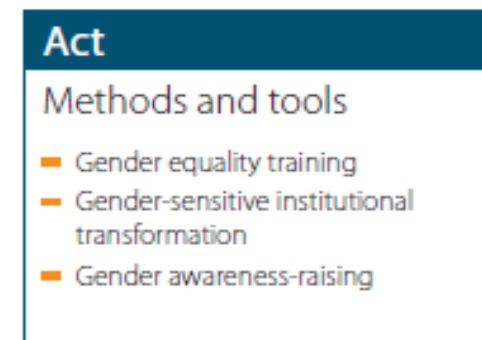 Act
Methods and tools
Gender equality training
Gender-sensitive institutional
transformation
Gender awareness-raising